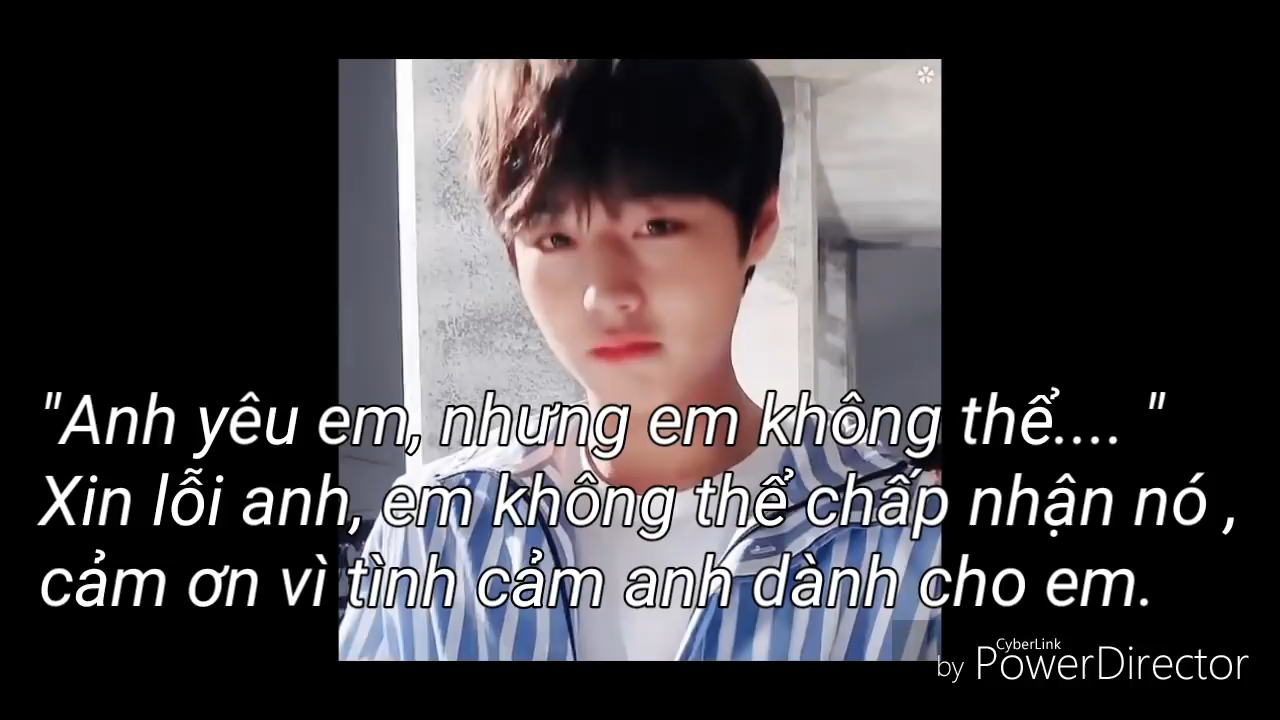 "Anh yêu em, nhưng em không thể.... "
Xin lỗi anh, em không thể chấp nhận nó ,
cảm ơn vì tình cảm anh dành cho em.
CyberLink
by PowerDirector